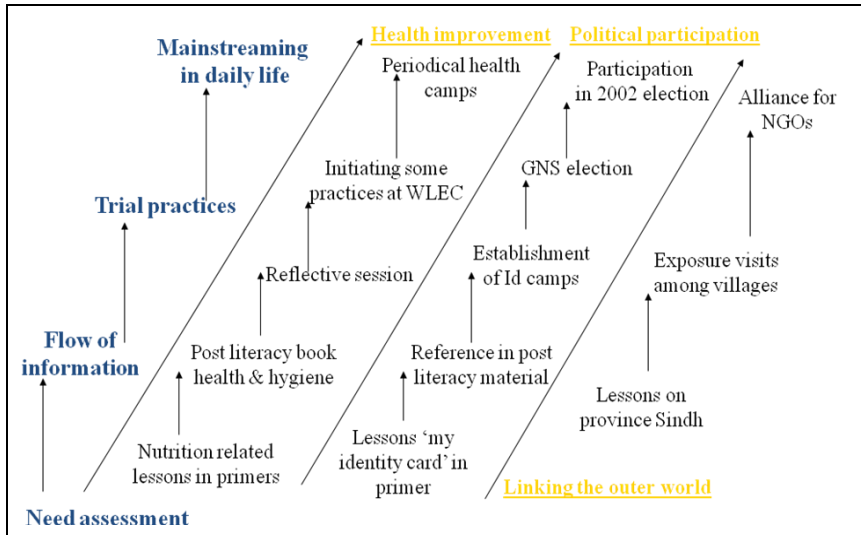 Mainstreaming
in daily life
Trial practices
Flow of
information
Need assessment
Health improvement
Periodical health
camps
Initiating some
practices at WLEC
Reflective session
Post literacy book
health & hygiene
Nutrition related
lessons in primers
Political participation
Participation
in 2002 election
GNS election
Establishment
of Id camps
Reference in post
literacy material
Lessons ‘my
identity card’ in
primer
Alliance for
NGOs
Exposure visits
among villages
Lessons on
province Sindh
Linking the outer world